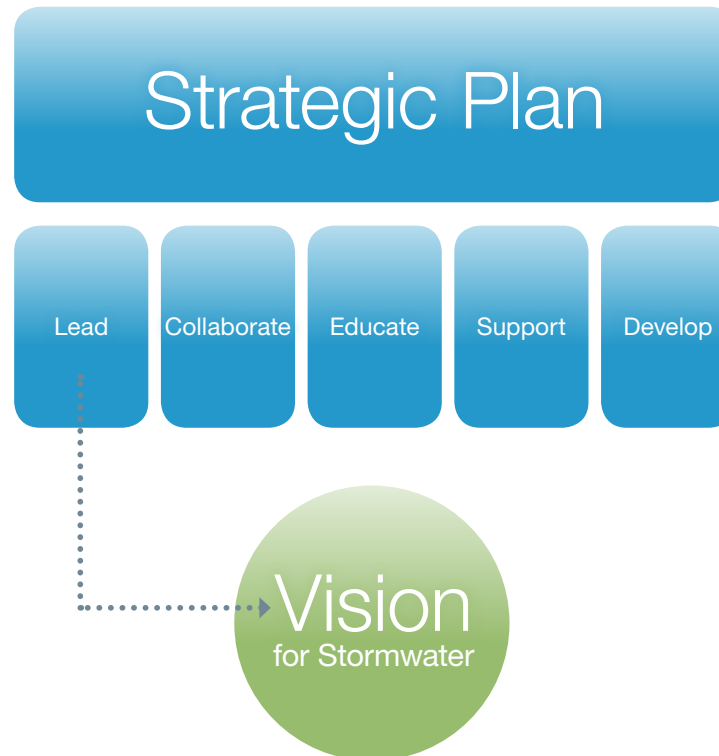 Strategic Plan
Lead
Collaborate
Educate
Support
Develop
Vision
for Stormwater